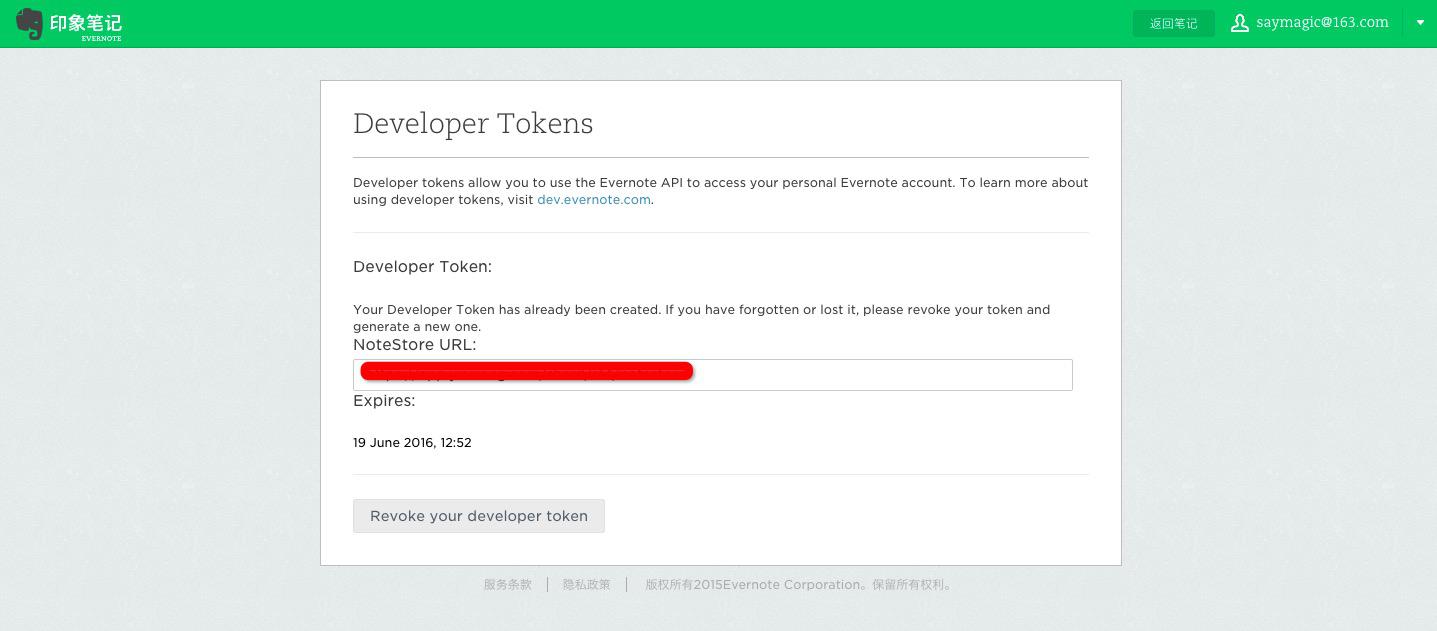 印象笔记
EVERNOTE
返回笔记
saymagic@163.com
Developer Tokens
Developer tokens allow you to use the Evernote API to access your personal Evernote account. To learn more about
using developer tokens, visit dev.evernote.com.
Developer Token:
Your Developer Token has already been created. If you have forgotten or lost it, please revoke your token and
generate a new one.
NoteStore URL:
Expires:
19 June 2016, 12:52
Revoke your developer token
服务条款 隐私政策 版权所有2015Evernote Corporation。保留所有权利。